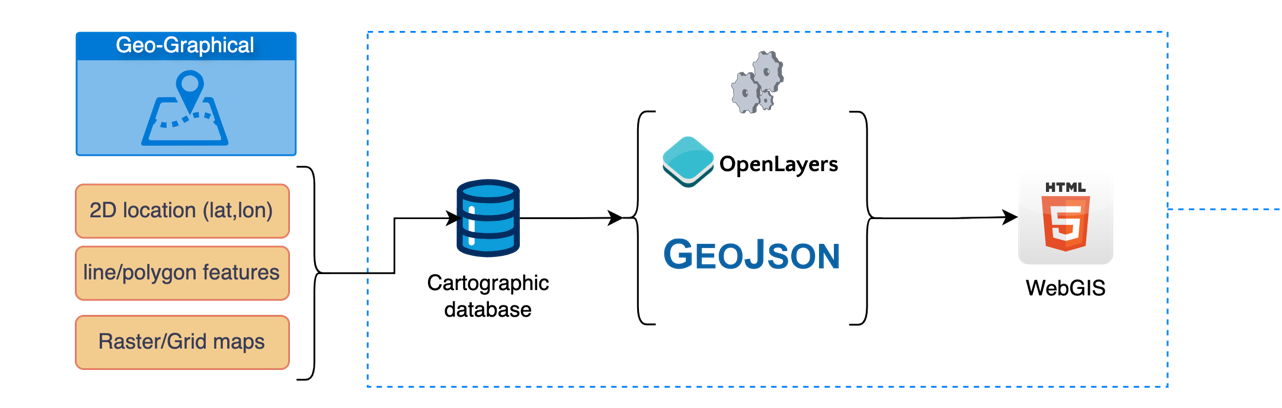 Geo-Graphical
2D location (lat,lon)
line/polygon features
Raster/Grid maps
Cartographic
database
OpenLayers
GEOJSON
HTML
5
WebGIS